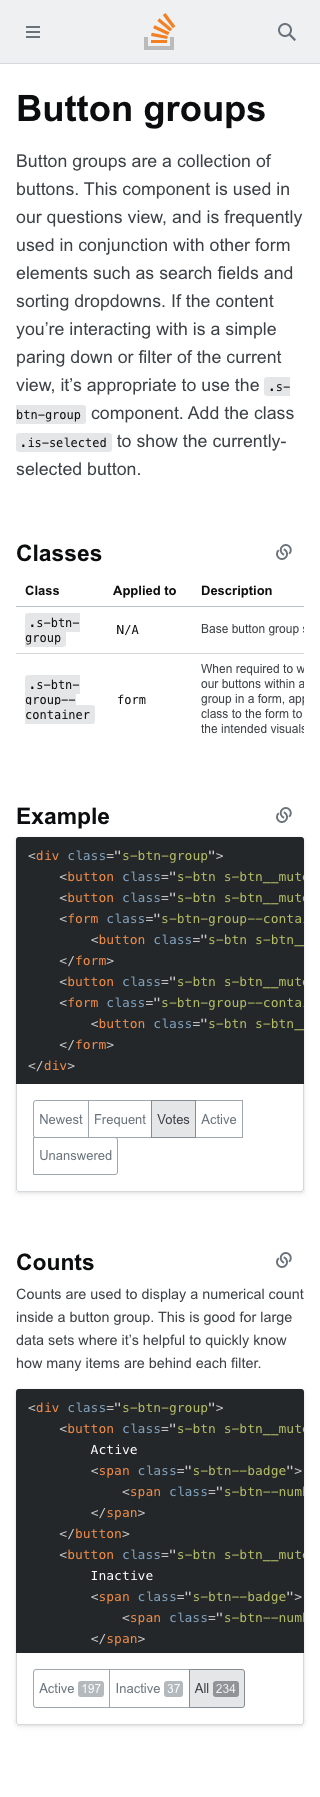 Button groups
Button groups are a collection of
buttons. This component is used in
our questions view, and is frequently
used in conjunction with other form
elements such as search fields and
sorting dropdowns. If the content
you’re interacting with is a simple
paring down or filter of the current
view, it’s appropriate to use the .s-
btn-group component. Add the class
.is-selected to show the currently-
selected button.
Classes
Class Applied to Description
.s-btn-
group
N/A
Base button group
.s-btn-
group--
container
form
When required to w
our buttons within a
group in a form, app
class to the form to
the intended visuals
Example
<div class="s-btn-group">
<button class="s-btn s-btn__mut
<button class="s-btn s-btn__mut
<form class="s-btn-group--conta
<button class="s-btn s-btn_
</form>
<button class="s-btn s-btn__mut
<form class="s-btn-group--conta
<button class="s-btn s-btn_
</form>
</div>
Newest Frequent Votes Active
Unanswered
Counts
Counts are used to display a numerical count
inside a button group. This is good for large
data sets where it’s helpful to quickly know
how many items are behind each filter.
<div class="s-btn-group">
<button class="s-btn s-btn__mut
Active
<span class="s-btn--badge">
<span class="s-btn--num
</span>
</button>
<button class="s-btn s-btn__mut
Inactive
<span class="s-btn--badge">
<span class="s-btn--num
</span>
Active 197 Inactive 37 All 234